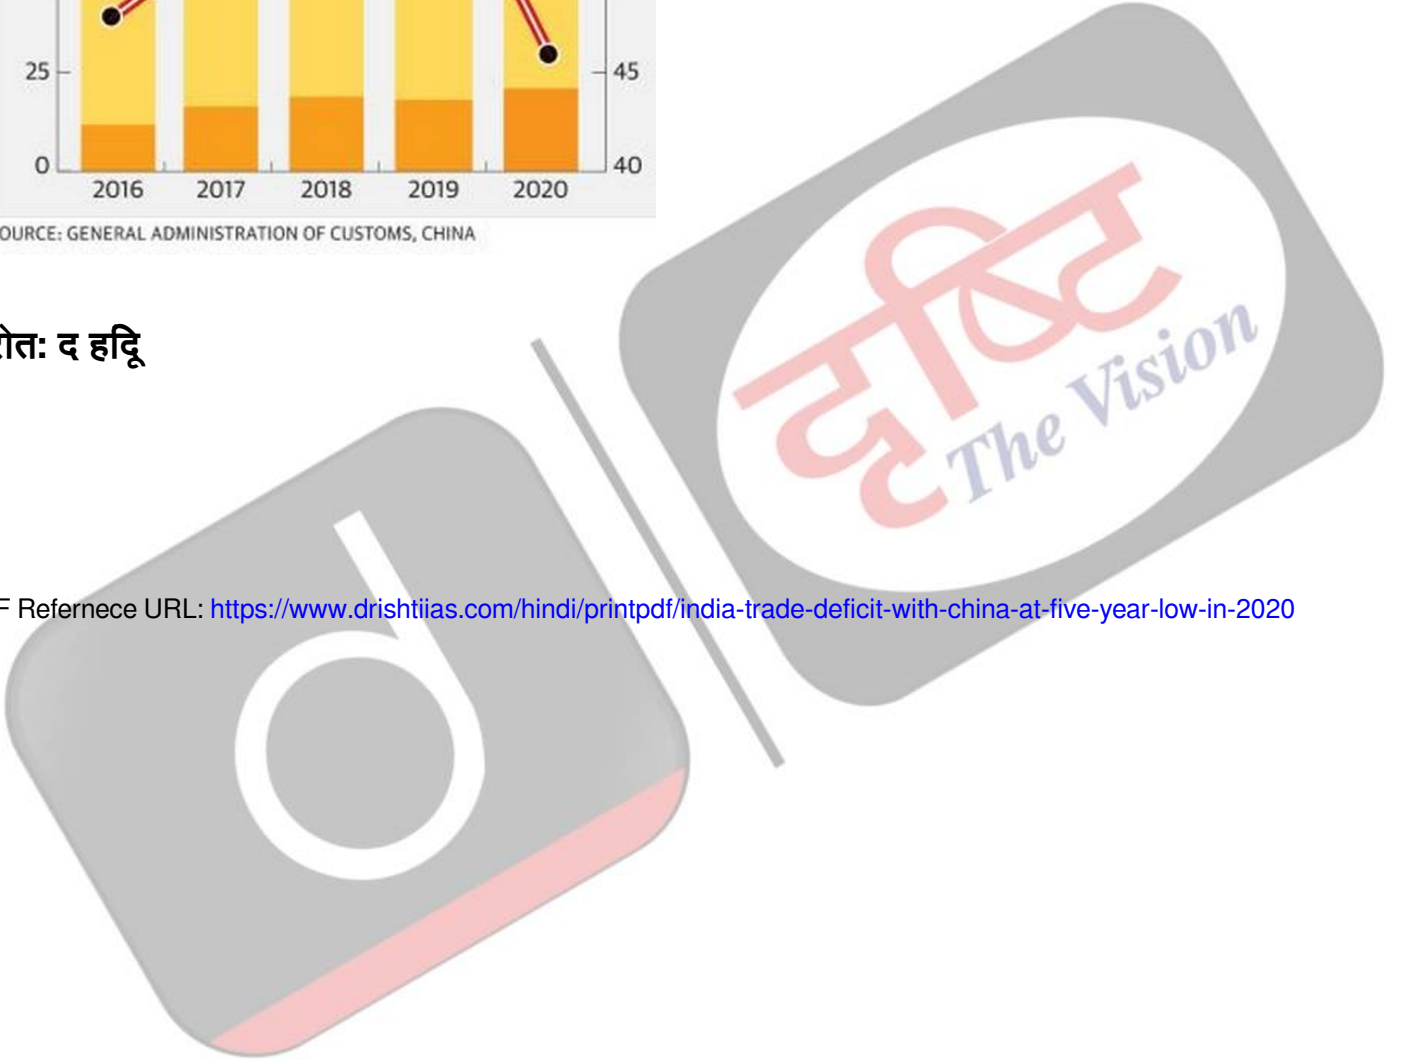 25
45
0
40
2016 2017 2018 2019 2020
OURCE: GENERAL ADMINISTRATION OF CUSTOMS, CHINA
दृष्टि
The Vision
रोत: द हिंदू
d
F Refernece URL: https://www.drishtiias.com/hindi/printpdf/india-trade-deficit-with-china-at-five-year-low-in-2020